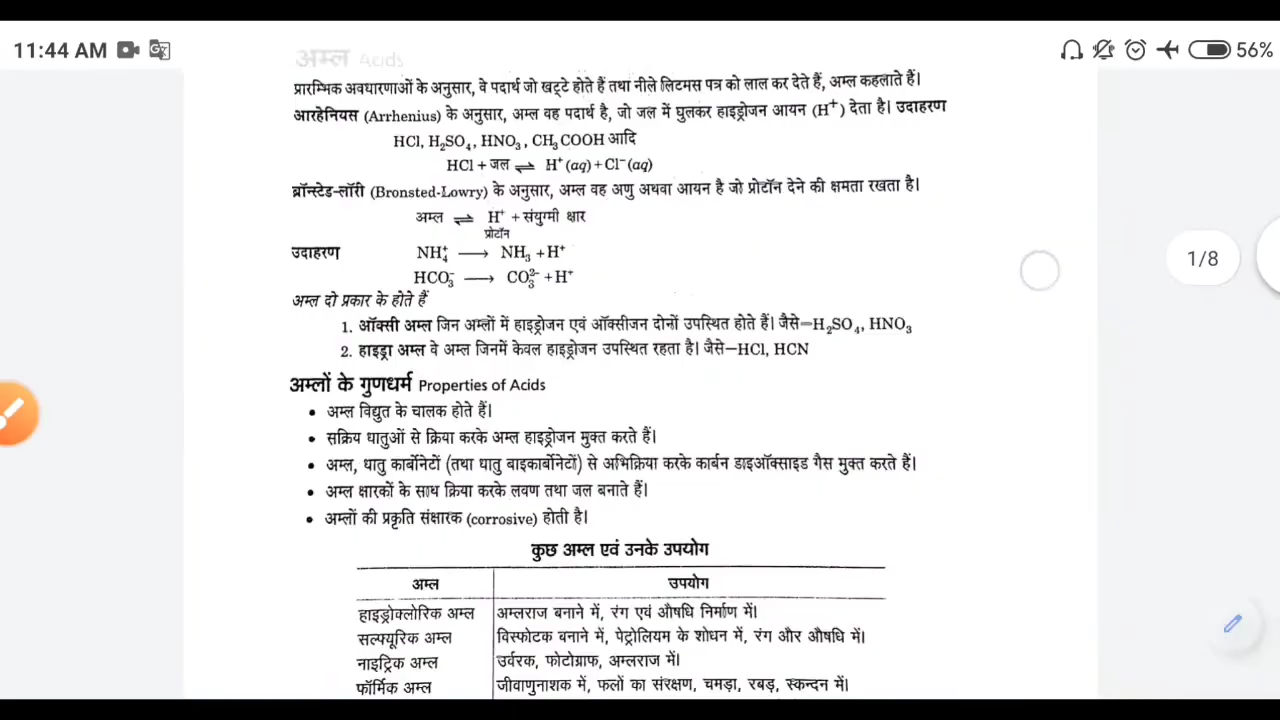 11:44 AM
56%
अम्ल Acids
प्रारम्भिक अवधारणाओं के अनुसार, वे पदार्थ जो खट्टे होते हैं तथा नीले लिटमस पत्र को लाल कर देते हैं, अम्ल कहलाते हैं।
आरहेनियस (Arrhenius) के अनुसार, अम्ल वह पदार्थ है, जो जल में घुलकर हाइड्रोजन आयन (H⁺) देता है। उदाहरण
HCl, H₂SO₄, HNO₃, CH₃COOH आदि
HCl + जल ⇌ H⁺(aq) + Cl⁻(aq)
ब्रॉन्स्टेड-लॉरी (Bronsted-Lowry) के अनुसार, अम्ल वह अणु अथवा आयन है जो प्रोटॉन देने की क्षमता रखता है।
अम्ल ⇌ H⁺ + संयुग्मी क्षार
प्रोटॉन
उदाहरण NH₄⁺ ⟶ NH₃ + H⁺
1/8
HCO₃⁻ ⟶ CO₃²⁻ + H⁺
अम्ल दो प्रकार के होते हैं
1. ऑक्सी अम्ल जिन अम्लों में हाइड्रोजन एवं ऑक्सीजन दोनों उपस्थित होते हैं। जैसे–H₂SO₄, HNO₃
2. हाइड्रा अम्ल वे अम्ल जिनमें केवल हाइड्रोजन उपस्थित रहता है। जैसे–HCl, HCN
अम्लों के गुणधर्म Properties of Acids
• अम्ल विद्युत के चालक होते हैं।
• सक्रिय धातुओं से क्रिया करके अम्ल हाइड्रोजन मुक्त करते हैं।
• अम्ल, धातु कार्बोनेटों (तथा धातु बाइकार्बोनेटों) से अभिक्रिया करके कार्बन डाइऑक्साइड गैस मुक्त करते हैं।
• अम्ल क्षारकों के साथ क्रिया करके लवण तथा जल बनाते हैं।
• अम्लों की प्रकृति संक्षारक (corrosive) होती है।
कुछ अम्ल एवं उनके उपयोग
अम्ल उपयोग
हाइड्रोक्लोरिक अम्ल अम्लराज बनाने में, रंग एवं औषधि निर्माण में।
सल्फ्यूरिक अम्ल विस्फोटक बनाने में, पेट्रोलियम के शोधन में, रंग और औषधि में।
नाइट्रिक अम्ल उर्वरक, फोटोग्राफ, अम्लराज में।
फॉर्मिक अम्ल जीवाणुनाशक में, फलों का संरक्षण, चमड़ा, रबड़, स्कन्दन में।